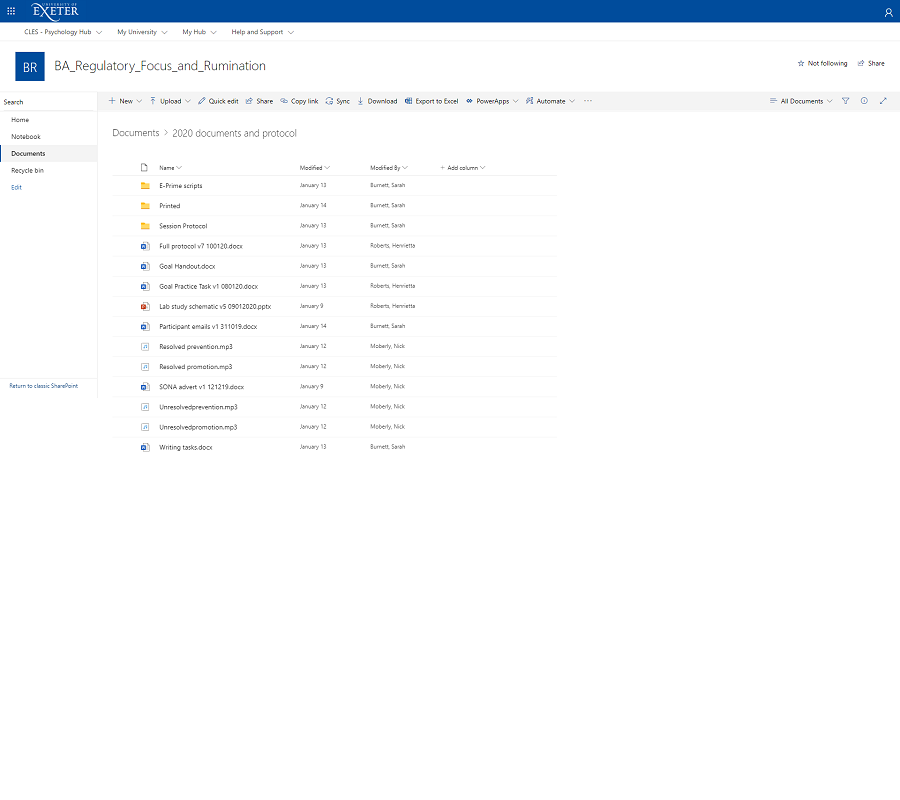 UNIVERSITY OF
EXETER
CLES - Psychology Hub My University My Hub Help and Support
BR BA_Regulatory_Focus_and_Rumination Not following Share
Search
+ New Upload Quick edit Share Copy link Sync Download Export to Excel PowerApps Automate ... All Documents
Home
Notebook
Documents
Recycle bin
Edit
Return to classic SharePoint
Documents > 2020 documents and protocol
Name Modified Modified By + Add column
E-Prime scripts January 13 Burnett, Sarah
Printed January 14 Burnett, Sarah
Session Protocol January 13 Burnett, Sarah
Full protocol v7 100120.docx January 13 Roberts, Henrietta
Goal Handout.docx January 13 Burnett, Sarah
Goal Practice Task v1 080120.docx January 13 Roberts, Henrietta
Lab study schematic v5 09012020.pptx January 9 Roberts, Henrietta
Participant emails v1 311019.docx January 14 Burnett, Sarah
Resolved prevention.mp3 January 12 Moberly, Nick
Resolved promotion.mp3 January 12 Moberly, Nick
SONA advert v1 121219.docx January 9 Moberly, Nick
Unresolvedprevention.mp3 January 12 Moberly, Nick
Unresolvedpromotion.mp3 January 12 Moberly, Nick
Writing tasks.docx January 13 Burnett, Sarah